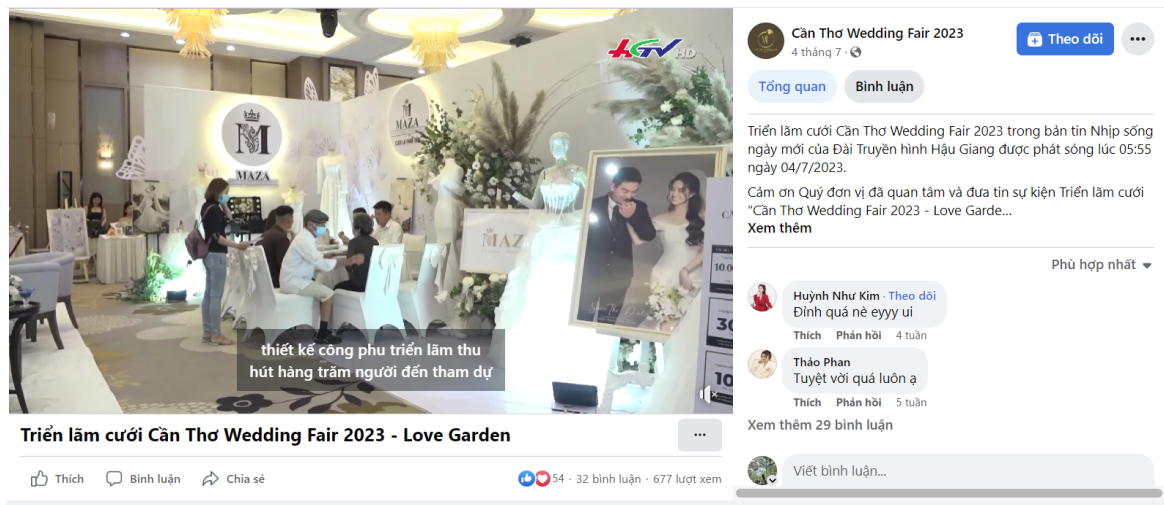 HGTV HD
M
MAZA
MAZA
MAZA
10.0
30
10
thiết kế công phu triển lãm thu
hút hàng trăm người đến tham dự
Triển lãm cưới Cần Thơ Wedding Fair 2023 - Love Garden
...
Thích
Bình luận
Chia sẻ
54 · 32 bình luận · 677 lượt xem
Cần Thơ Wedding Fair 2023
4 tháng 7 ·
Theo dõi
...
Tổng quan
Bình luận
Triển lãm cưới Cần Thơ Wedding Fair 2023 trong bản tin Nhịp sống
ngày mới của Đài Truyền hình Hậu Giang được phát sóng lúc 05:55
ngày 04/7/2023.
Cảm ơn Quý đơn vị đã quan tâm và đưa tin sự kiện Triển lãm cưới
"Cần Thơ Wedding Fair 2023 - Love Garde...
Xem thêm
Phù hợp nhất
Huỳnh Như Kim · Theo dõi
Đỉnh quá nè eyyy ui
Thích Phản hồi 4 tuần
Thảo Phan
Tuyệt vời quá luôn ạ
Thích Phản hồi 5 tuần
Xem thêm 29 bình luận
Viết bình luận...